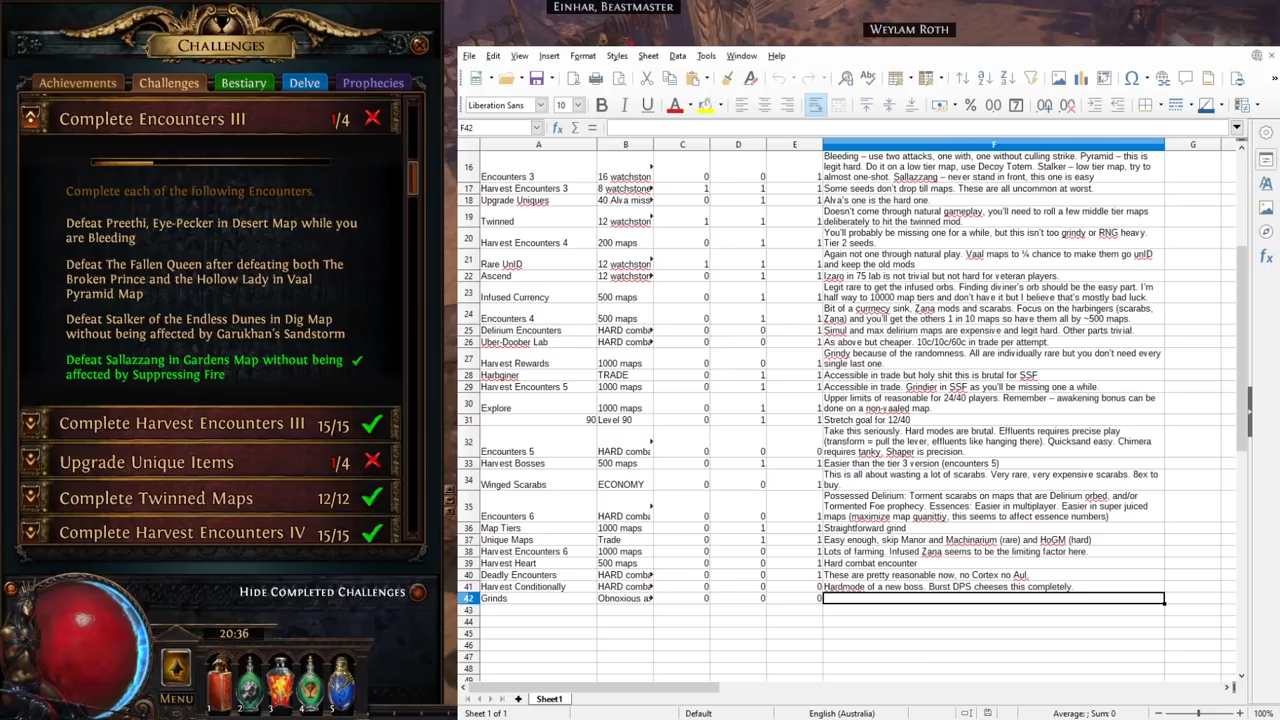 EINHAR, BEASTMASTER
WEYLAM ROTH
CHALLENGES
Achievements
Challenges
Bestiary
Delve
Prophecies
Complete Encounters III 1/4
Complete each of the following Encounters.
Defeat Preethi, Eye-Pecker in Desert Map while you
are Bleeding
Defeat The Fallen Queen after defeating both The
Broken Prince and the Hollow Lady in Vaal
Pyramid Map
Defeat Stalker of the Endless Dunes in Dig Map
without being affected by Garukhan's Sandstorm
Defeat Sallazzang in Gardens Map without being
affected by Suppressing Fire
Complete Harvest Encounters III 15/15
Upgrade Unique Items 1/4
Complete Twinned Maps 12/12
Complete Harvest Encounters IV 15/15
HIDE COMPLETED CHALLENGES
20:36
MENU
1 2 3 4 5
File Edit View Insert Format Styles Sheet Data Tools Window Help
Liberation Sans 10
F42
A B C D E F G
Bleeding – use two attacks, one with, one without culling strike. Pyramid – this is
legit hard. Do it on a low tier map, use Decoy Totem. Stalker – low tier map, try to
almost one-shot. Sallazzang – never stand in front, this one is easy
16 Encounters 3 16 watchston 0 0 1
17 Harvest Encounters 3 8 watchstone 1 1 1 Some seeds don't drop till maps. These are all uncommon at worst.
18 Upgrade Uniques 40 Alva miss 0 0 1 Alva's one is the hard one.
Doesn't come through natural gameplay, you'll need to roll a few middle tier maps
19 Twinned 12 watchston 1 1 1 deliberately to hit the twinned mod.
You'll probably be missing one for a while, but this isn't too grindy or RNG heavy.
20 Harvest Encounters 4 200 maps 0 1 1 Tier 2 seeds.
Again not one through natural play. Vaal maps to ¼ chance to make them go unID
21 Rare UnID 12 watchston 1 1 1 and keep the old mods
22 Ascend 12 watchston 0 1 1 Izaro in 75 lab is not trivial but not hard for veteran players.
Legit rare to get the infused orbs. Finding diviner's orb should be the easy part. I'm
23 Infused Currency 500 maps 0 1 1 half way to 10000 map tiers and don't have it but I believe that's mostly bad luck.
Bit of a currnecy sink, Zana mods and scarabs. Focus on the harbingers (scarabs,
24 Encounters 4 500 maps 0 1 1 Zana) and you'll get the others 1 in 10 maps so have them all by ~500 maps.
25 Delirium Encounters HARD comba 0 0 1 Simul and max delirium maps are expensive and legit hard. Other parts trivial.
26 Uber-Doober Lab HARD comba 0 0 1 As above but cheaper. 10c/10c/60c in trade per attempt.
Grindy because of the randomness. All are individually rare but you don't need every
27 Harvest Rewards 1000 maps 0 1 1 single last one.
28 Harbginer TRADE 0 1 1 Accessible in trade but holy shit this is brutal for SSF
29 Harvest Encounters 5 1000 maps 0 1 1 Accessible in trade. Grindier in SSF as you'll be missing one a while.
Upper limits of reasonable for 24/40 players. Remember – awakening bonus can be
30 Explore 1000 maps 0 1 1 done on a non-vaaled map.
31 90 Level 90 0 1 1 Stretch goal for 12/40
Take this seriously. Hard modes are brutal. Effluents requires precise play
(transform = pull the lever, effluents like hanging there). Quicksand easy. Chimera
32 Encounters 5 HARD comba 0 0 0 requires tanky, Shaper is precision.
33 Harvest Bosses 500 maps 0 1 1 Easier than the tier 3 version (encounters 5)
This is all about wasting a lot of scarabs. Very rare, very expensive scarabs. 8ex to
34 Winged Scarabs ECONOMY 0 0 1 buy.
Possessed Delirium: Torment scarabs on maps that are Delirium orbed, and/or
Tormented Foe prophecy. Essences: Easier in multiplayer. Easier in super juiced
35 Encounters 6 HARD comba 0 0 1 maps (maximize map quanittiy, this seems to affect essence numbers)
36 Map Tiers 1000 maps 0 1 1 Straightforward grind
37 Unique Maps Trade 0 1 1 Easy enough, skip Manor and Machinarium (rare) and HoGM (hard)
38 Harvest Encounters 6 1000 maps 0 0 1 Lots of farming. Infused Zana seems to be the limiting factor here.
39 Harvest Heart 500 maps 0 0 1 Hard combat encounter
40 Deadly Encounters HARD comba 0 0 1 These are pretty reasonable now, no Cortex no Aul.
41 Harvest Conditionally HARD comba 0 0 1 Hardmode of a new boss. Burst DPS cheeses this completely.
42 Grinds Obnoxious a 0 0 0
43
44
45
46
47
48
Sheet1
Sheet 1 of 1 Default English (Australia) Average: ; Sum: 0 100%